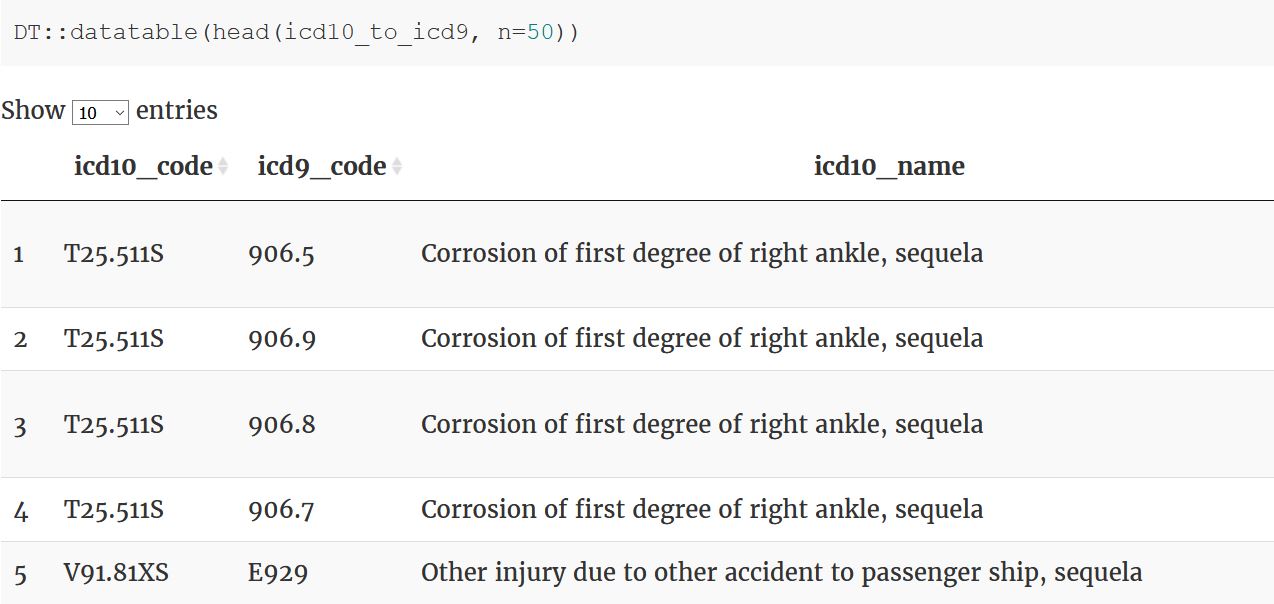 DT::datatable(head(icd10_to_icd9, n=50))
Show 10 entries
icd10_code icd9_code icd10_name
1 T25.511S 906.5 Corrosion of first degree of right ankle, sequela
2 T25.511S 906.9 Corrosion of first degree of right ankle, sequela
3 T25.511S 906.8 Corrosion of first degree of right ankle, sequela
4 T25.511S 906.7 Corrosion of first degree of right ankle, sequela
5 V91.81XS E929 Other injury due to other accident to passenger ship, sequela